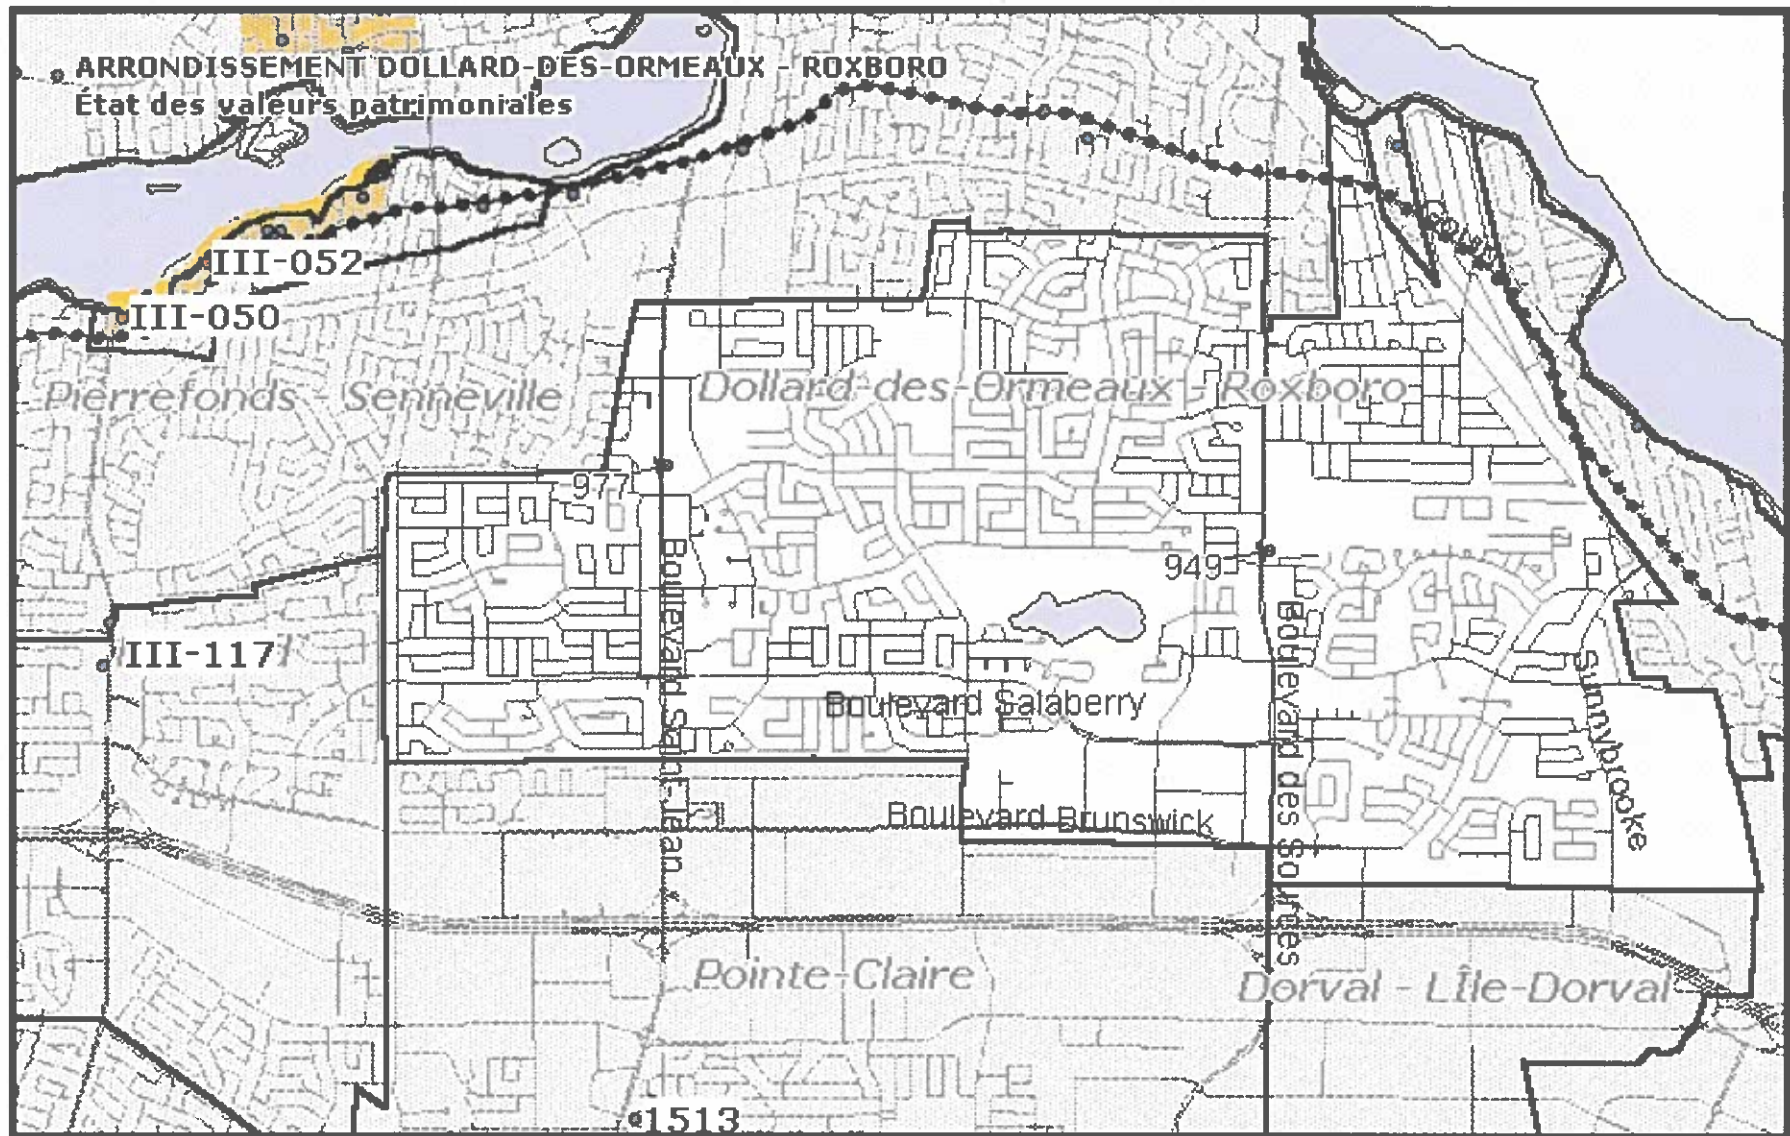 ARRONDISSEMENT DOLLARD-DES-ORMEAUX - ROXBORO
État des valeurs patrimoniales
III-052
III-050
Pierrefonds - Senneville
Dollard-des-Ormeaux - Roxboro
977
949
Boulevard Saint-Jean
Boulevard des Sources
III-117
Sunnybrooke
Boulevard Salaberry
Boulevard Brunswick
Pointe-Claire
Dorval - L'Île-Dorval
1513